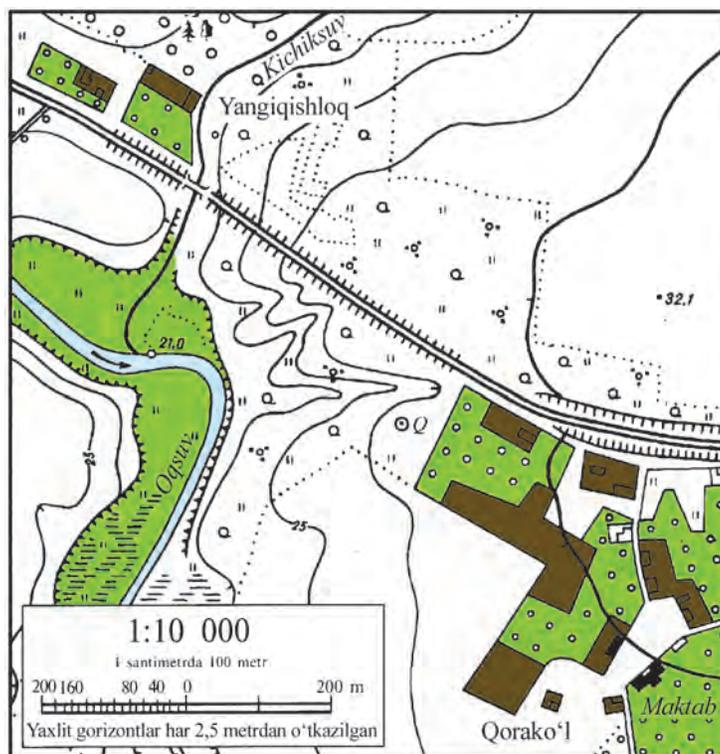 Kichiksuv
Yangiqishloq
32,1
21,0
Q
Oqsuv
25
25
1:10 000
1 santimetrda 100 metr
200 160 80 40 0 200 m
Yaxlit gorizontlar har 2,5 metrdan o‘tkazilgan
Maktab
Qorako‘l